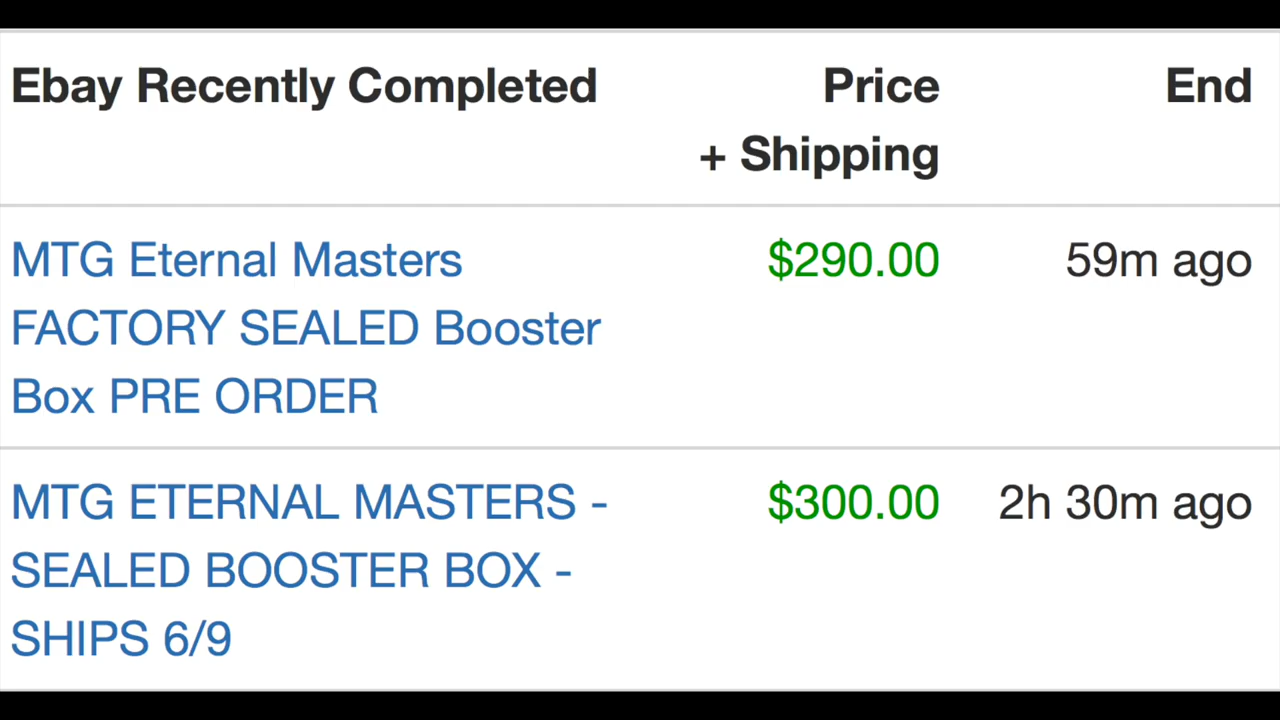 Ebay Recently Completed Price End
+ Shipping
MTG Eternal Masters $290.00 59m ago
FACTORY SEALED Booster
Box PRE ORDER
MTG ETERNAL MASTERS - $300.00 2h 30m ago
SEALED BOOSTER BOX -
SHIPS 6/9